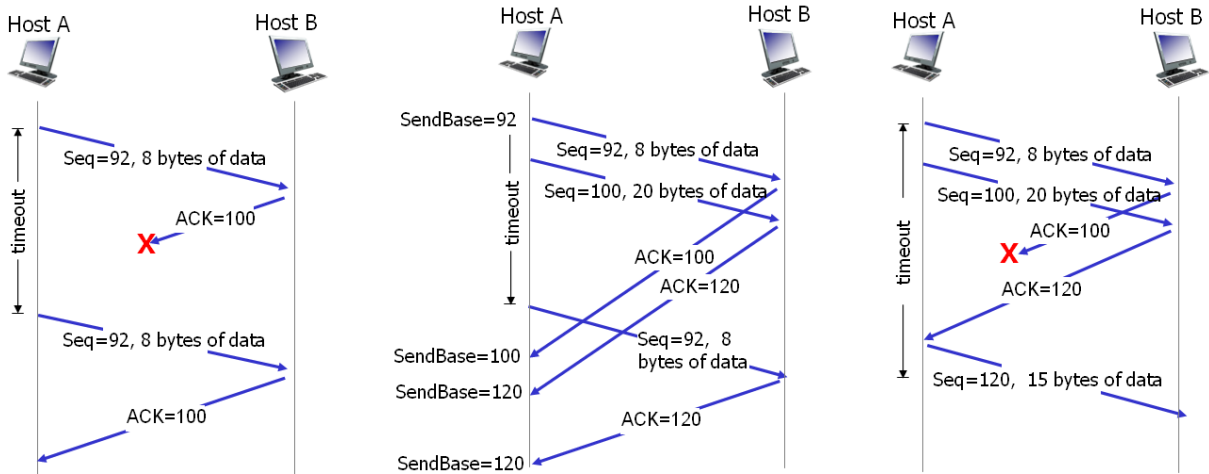 Host A
Host B
timeout
Seq=92, 8 bytes of data
ACK=100
X
Seq=92, 8 bytes of data
ACK=100
Host A
Host B
SendBase=92
timeout
Seq=92, 8 bytes of data
Seq=100, 20 bytes of data
ACK=100
ACK=120
Seq=92, 8
bytes of data
SendBase=100
SendBase=120
ACK=120
SendBase=120
Host A
Host B
timeout
Seq=92, 8 bytes of data
Seq=100, 20 bytes of data
ACK=100
X
ACK=120
Seq=120, 15 bytes of data